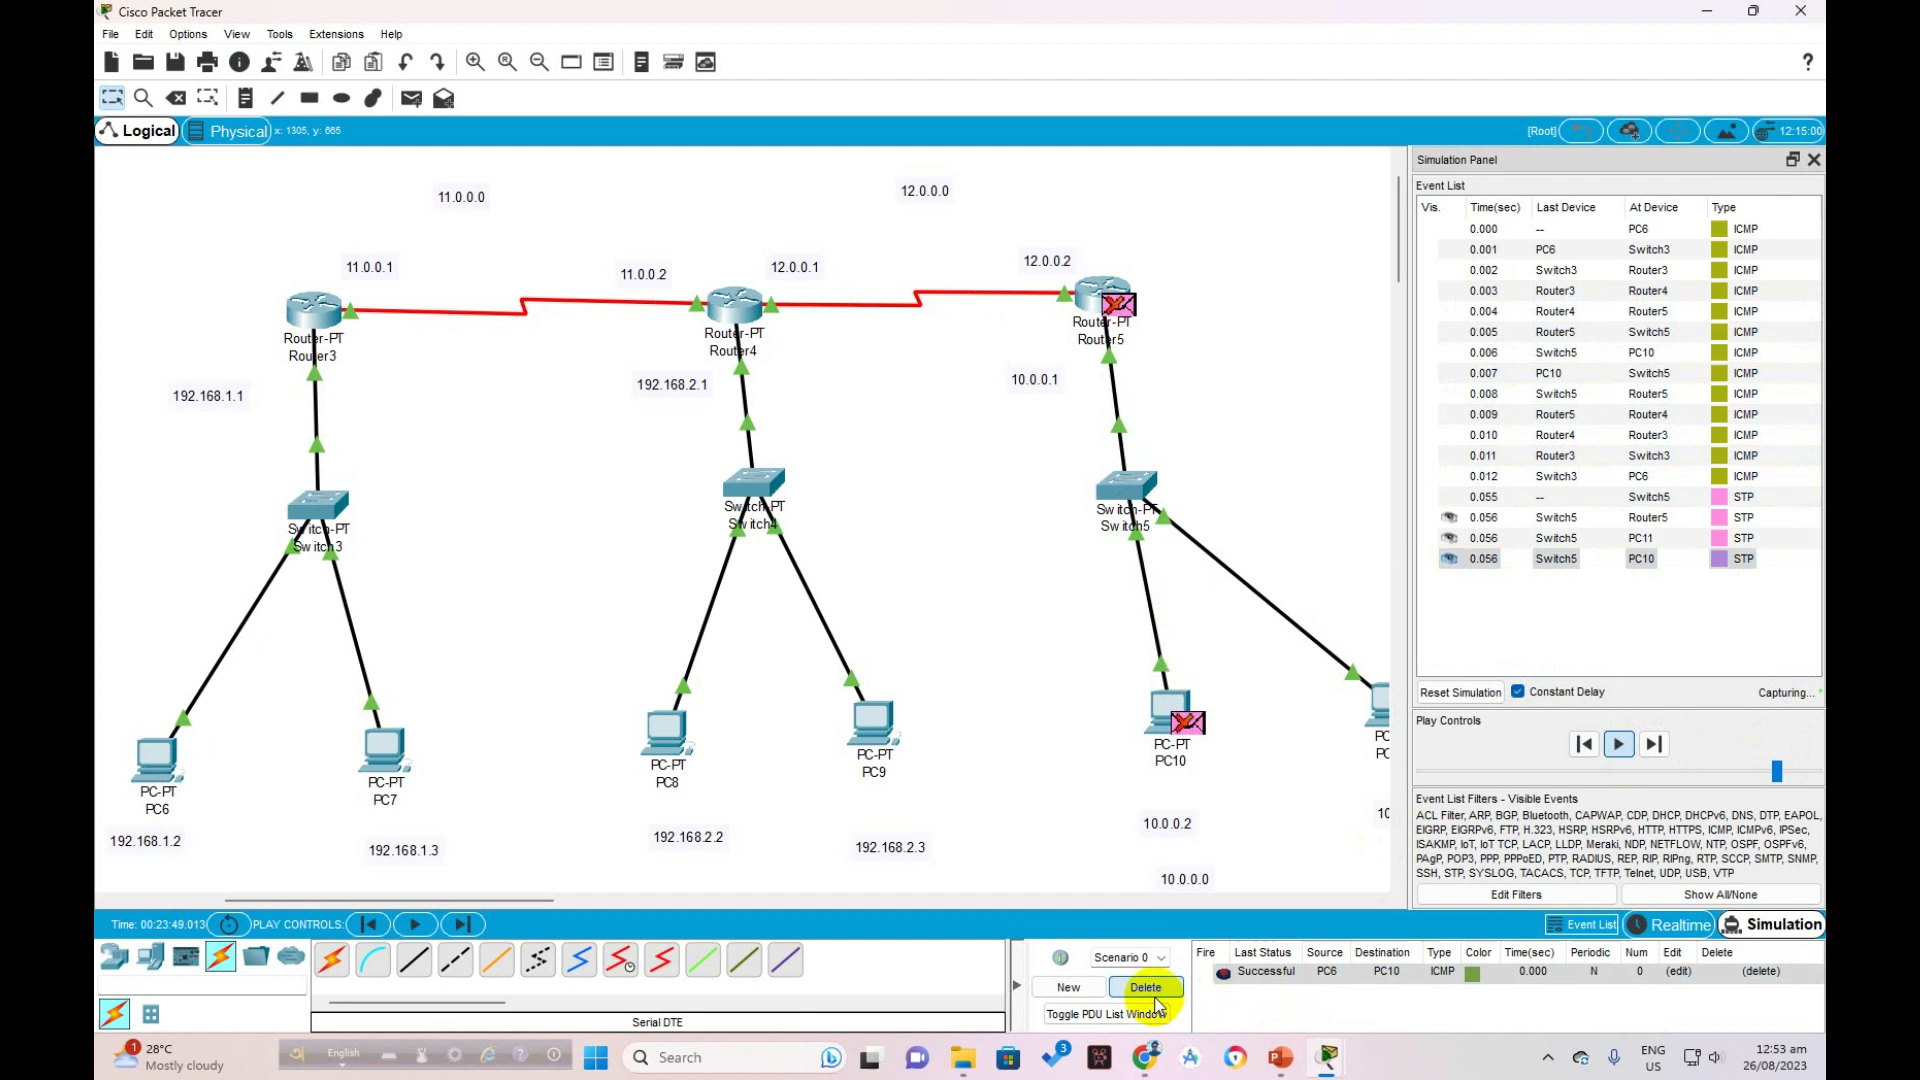 Cisco Packet Tracer
File Edit Options View Tools Extensions Help
?
Logical Physical x: 1305, y: 665
[Root] 12:15:00
11.0.0.0
12.0.0.0
11.0.0.1
11.0.0.2
12.0.0.1
12.0.0.2
Router-PT
Router3
Router-PT
Router4
Router-PT
Router5
192.168.1.1
192.168.2.1
10.0.0.1
Switch-PT
Switch3
Switch-PT
Switch4
Switch-PT
Switch5
PC-PT
PC6
PC-PT
PC7
PC-PT
PC8
PC-PT
PC9
PC-PT
PC10
PC
PC
192.168.1.2
192.168.1.3
192.168.2.2
192.168.2.3
10.0.0.2
10
10.0.0.0
Simulation Panel
Event List
Vis. Time(sec) Last Device At Device Type
0.000 -- PC6 ICMP
0.001 PC6 Switch3 ICMP
0.002 Switch3 Router3 ICMP
0.003 Router3 Router4 ICMP
0.004 Router4 Router5 ICMP
0.005 Router5 Switch5 ICMP
0.006 Switch5 PC10 ICMP
0.007 PC10 Switch5 ICMP
0.008 Switch5 Router5 ICMP
0.009 Router5 Router4 ICMP
0.010 Router4 Router3 ICMP
0.011 Router3 Switch3 ICMP
0.012 Switch3 PC6 ICMP
0.055 -- Switch5 STP
0.056 Switch5 Router5 STP
0.056 Switch5 PC11 STP
0.056 Switch5 PC10 STP
Reset Simulation Constant Delay Capturing...
Play Controls
Event List Filters - Visible Events
ACL Filter, ARP, BGP, Bluetooth, CAPWAP, CDP, DHCP, DHCPv6, DNS, DTP, EAPOL,
EIGRP, EIGRPv6, FTP, H.323, HSRP, HSRPv6, HTTP, HTTPS, ICMP, ICMPv6, IPSec,
ISAKMP, IoT, IoT TCP, LACP, LLDP, Meraki, NDP, NETFLOW, NTP, OSPF, OSPFv6,
PAgP, POP3, PPP, PPPoED, PTP, RADIUS, REP, RIP, RIPng, RTP, SCCP, SMTP, SNMP,
SSH, STP, SYSLOG, TACACS, TCP, TFTP, Telnet, UDP, USB, VTP
Edit Filters Show All/None
Time: 00:23:49.013 PLAY CONTROLS:
Event List Realtime Simulation
Scenario 0
New Delete
Toggle PDU List Window
Fire Last Status Source Destination Type Color Time(sec) Periodic Num Edit Delete
Successful PC6 PC10 ICMP 0.000 N 0 (edit) (delete)
Serial DTE
1 28°C
Mostly cloudy
English
Search
3
ENG
US
12:53 am
26/08/2023